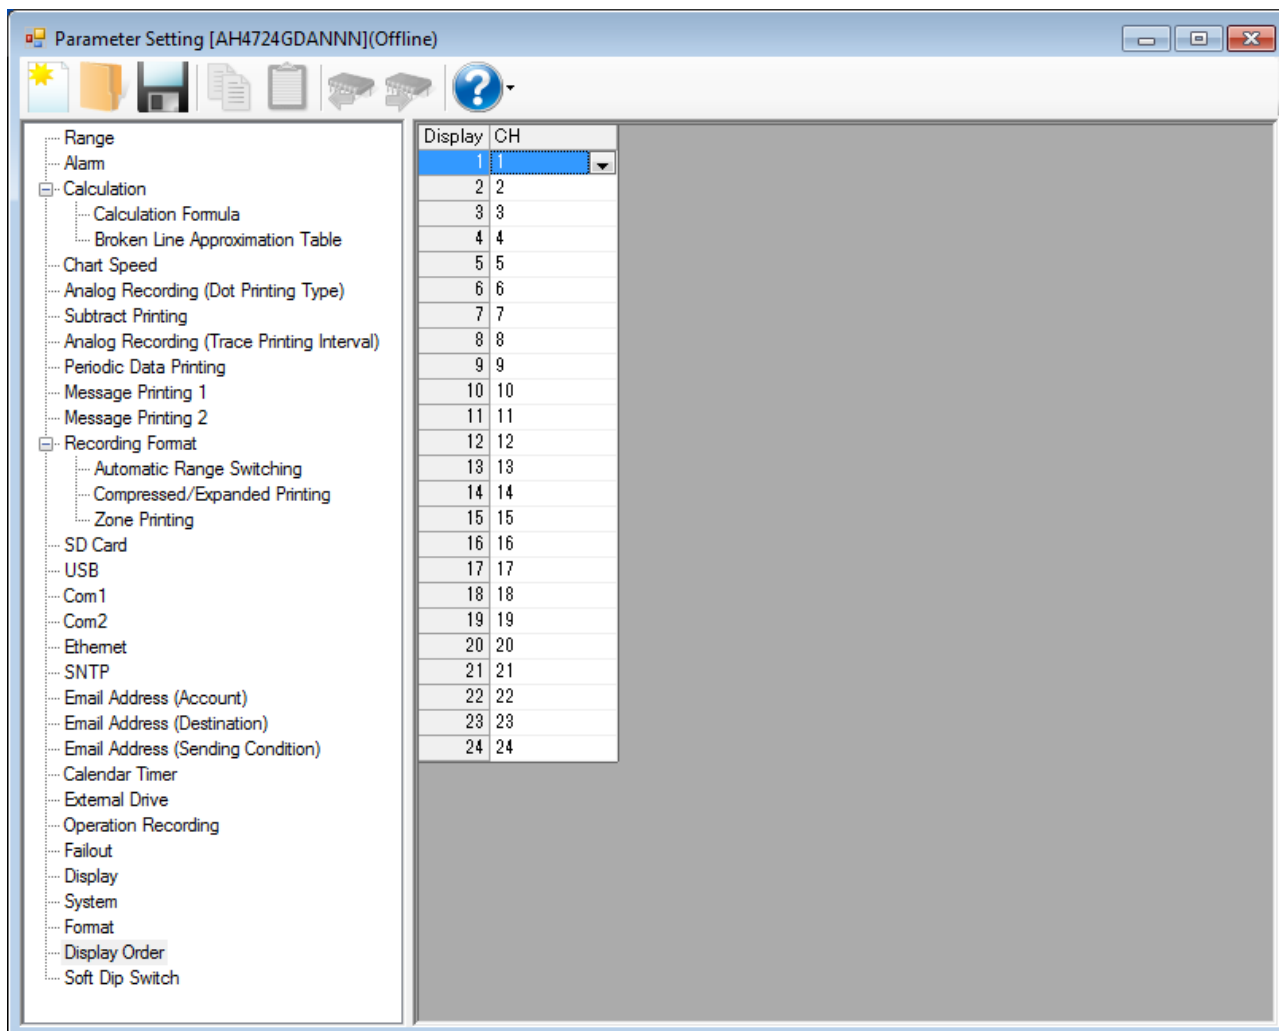 Parameter Setting [AH4724GDANNN](Offline)
?
Range
Alarm
Calculation
Calculation Formula
Broken Line Approximation Table
Chart Speed
Analog Recording (Dot Printing Type)
Subtract Printing
Analog Recording (Trace Printing Interval)
Periodic Data Printing
Message Printing 1
Message Printing 2
Recording Format
Automatic Range Switching
Compressed/Expanded Printing
Zone Printing
SD Card
USB
Com1
Com2
Ethernet
SNTP
Email Address (Account)
Email Address (Destination)
Email Address (Sending Condition)
Calendar Timer
External Drive
Operation Recording
Failout
Display
System
Format
Display Order
Soft Dip Switch
Display CH
1 1
2 2
3 3
4 4
5 5
6 6
7 7
8 8
9 9
10 10
11 11
12 12
13 13
14 14
15 15
16 16
17 17
18 18
19 19
20 20
21 21
22 22
23 23
24 24